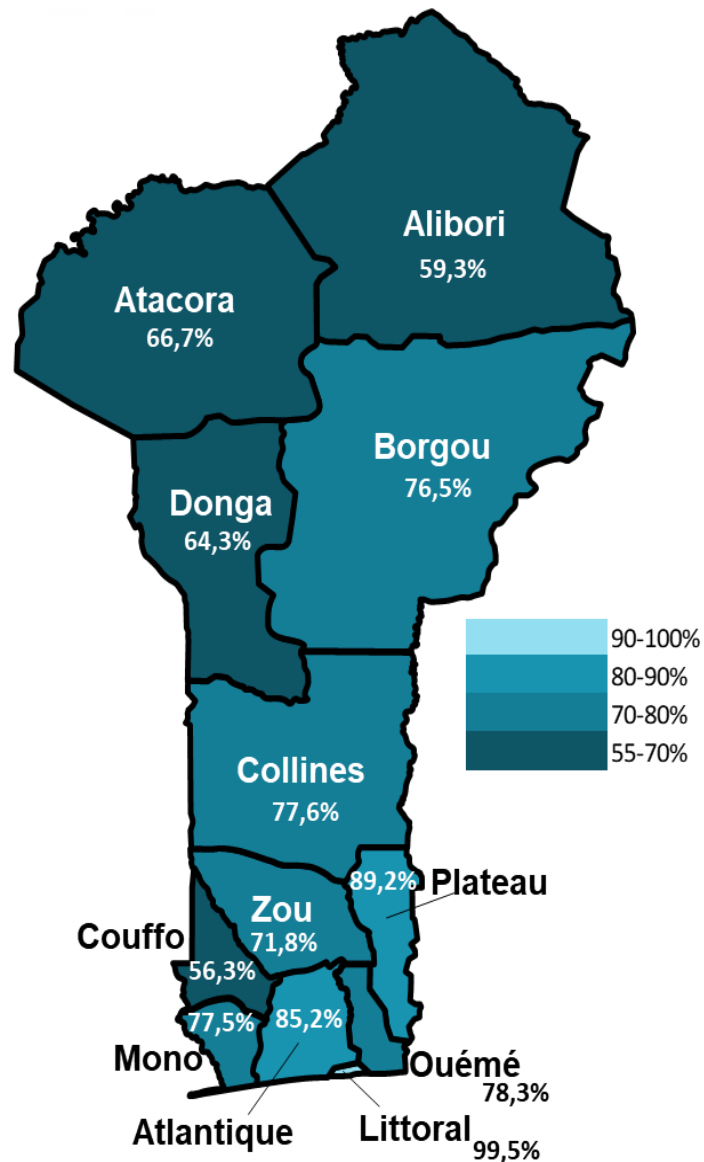 Alibori
59,3%
Atacora
66,7%
Borgou
76,5%
Donga
64,3%
90-100%
80-90%
70-80%
55-70%
Collines
77,6%
89,2%
Plateau
Zou
71,8%
Couffo
56,3%
77,5%
Mono
85,2%
Atlantique
Ouémé
78,3%
Littoral
99,5%